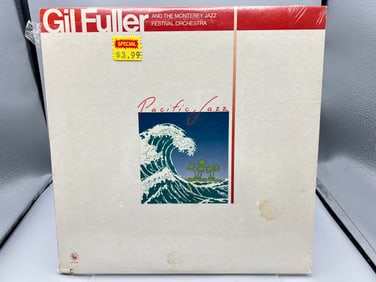 Gil Fuller
AND THE MONTEREY JAZZ
FESTIVAL ORCHESTRA
SPECIAL
$3.99
Pacific Jazz